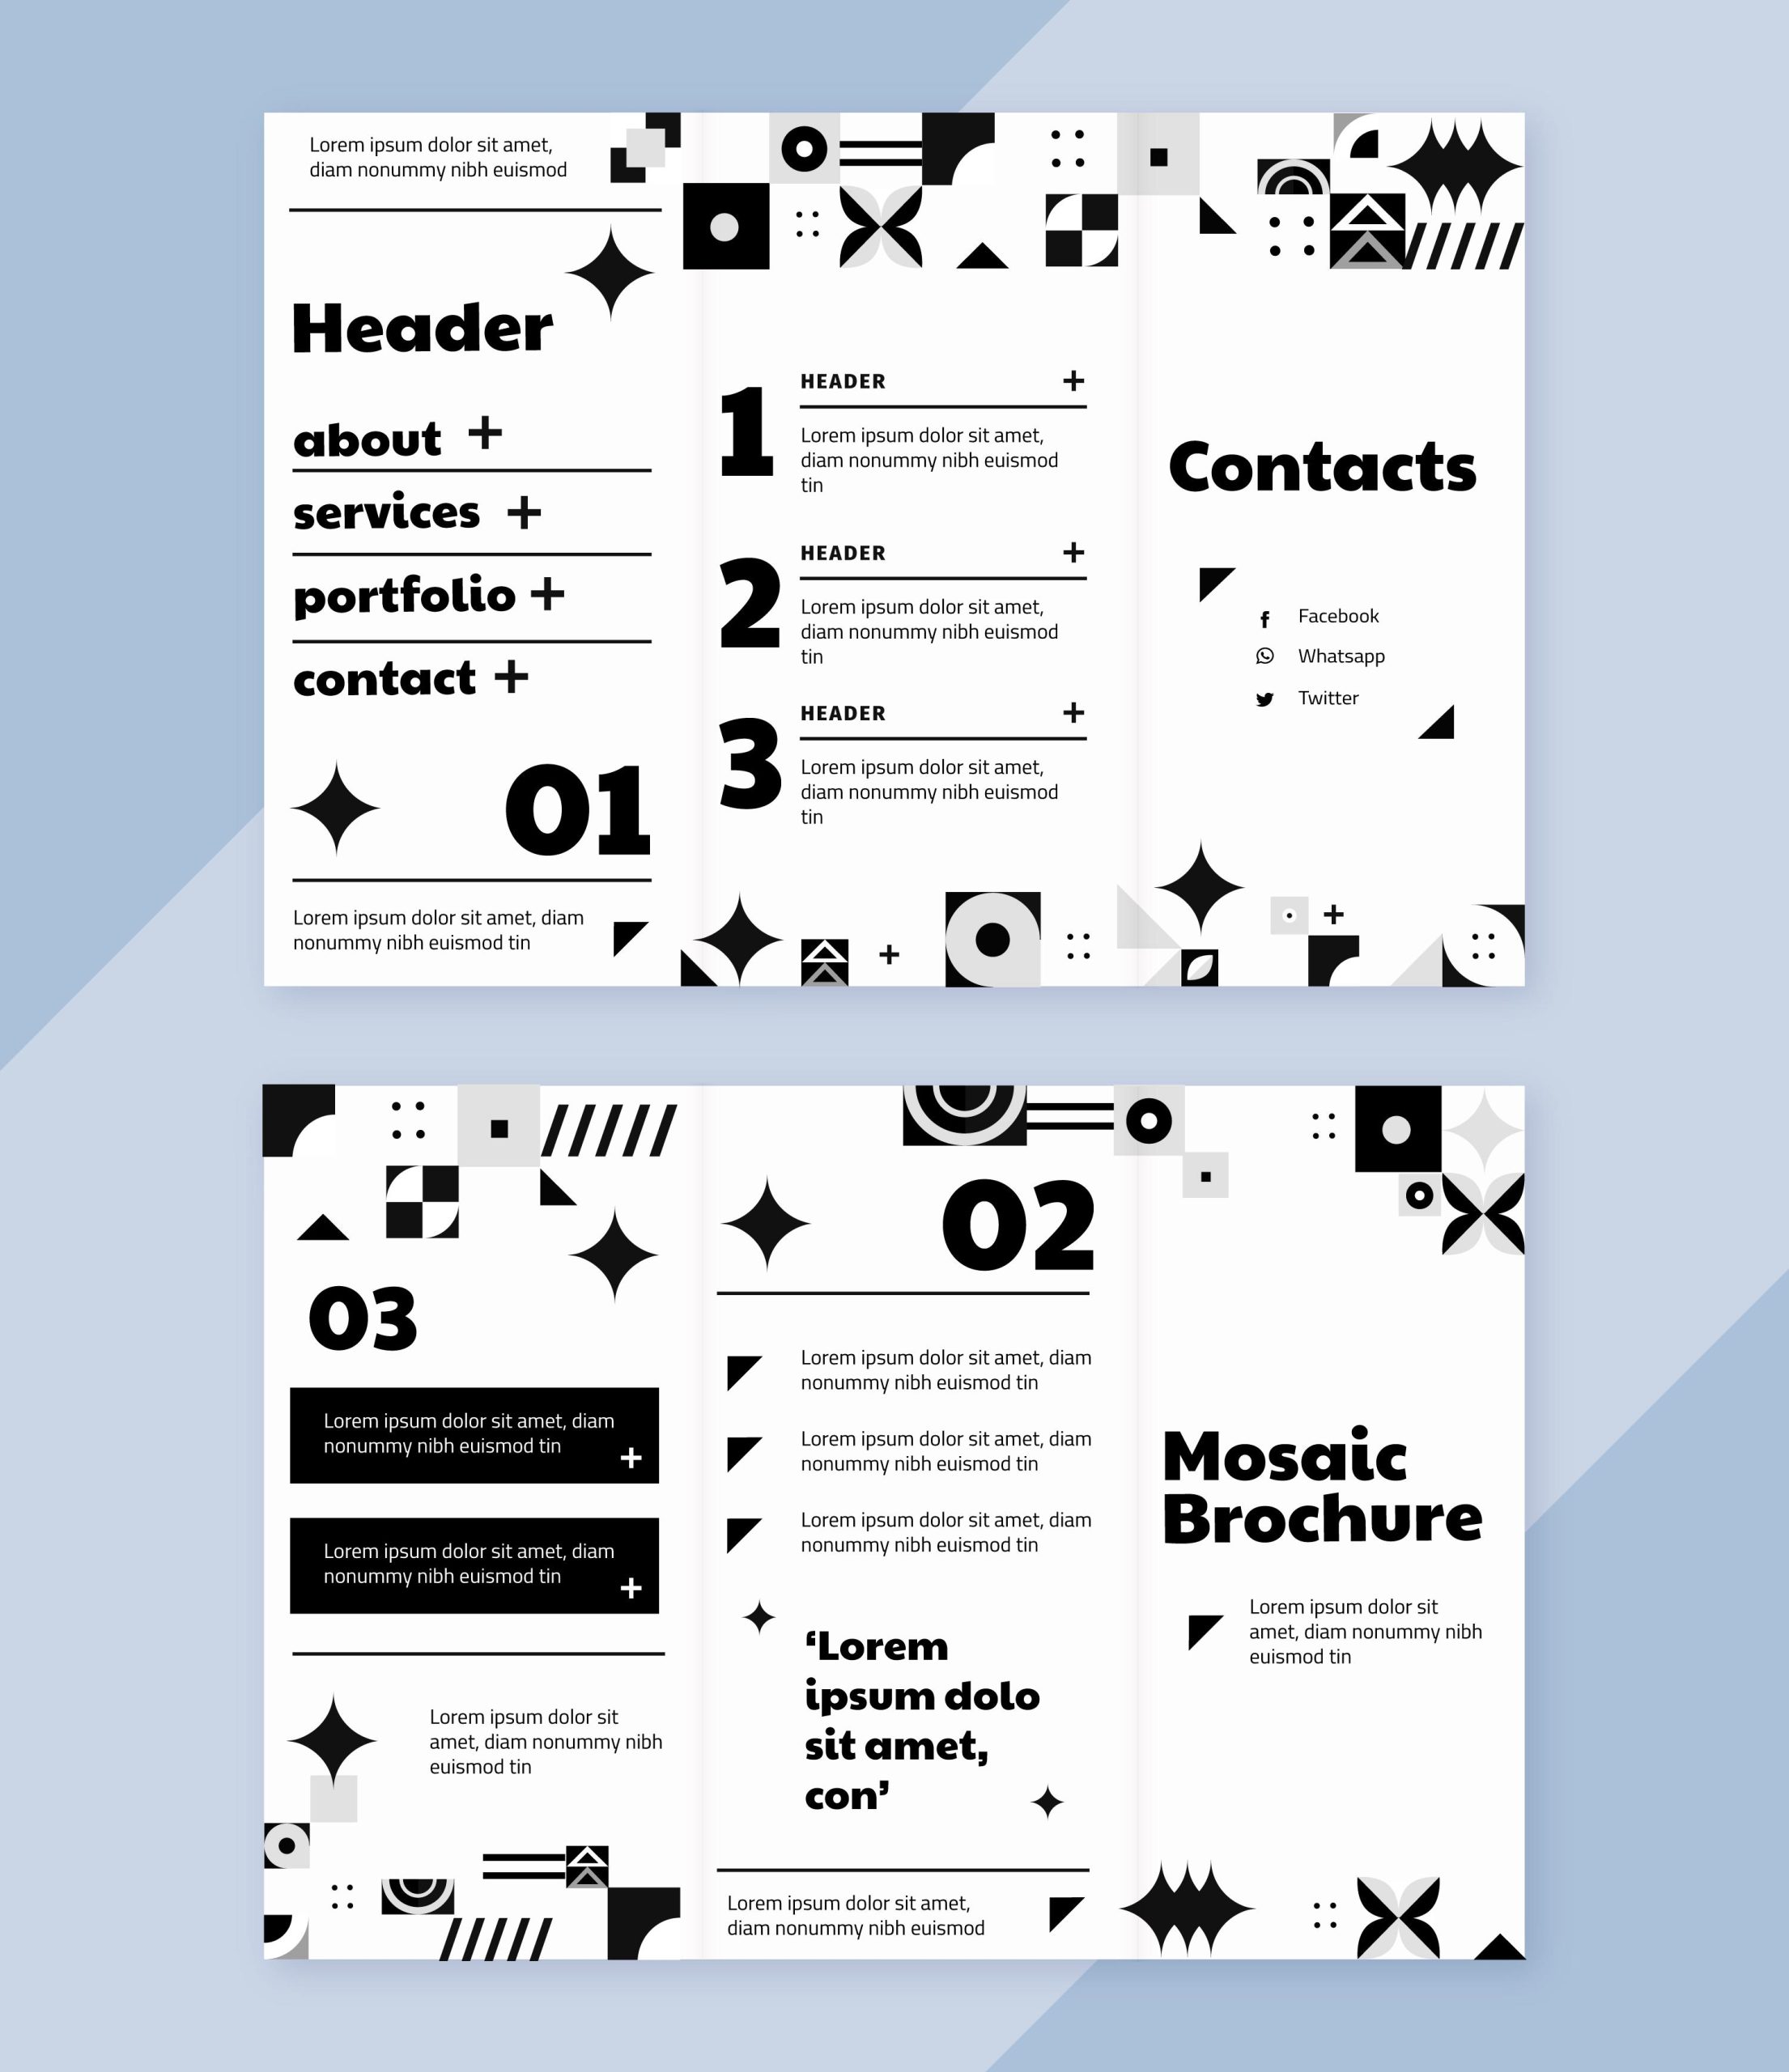 Lorem ipsum dolor sit amet,
diam nonummy nibh euismod
Header
about +
services +
portfolio +
contact +
01
Lorem ipsum dolor sit amet, diam
nonummy nibh euismod tin
1
HEADER +
Lorem ipsum dolor sit amet,
diam nonummy nibh euismod
tin
2
HEADER +
Lorem ipsum dolor sit amet,
diam nonummy nibh euismod
tin
3
HEADER +
Lorem ipsum dolor sit amet,
diam nonummy nibh euismod
tin
Contacts
Facebook
Whatsapp
Twitter
03
Lorem ipsum dolor sit amet, diam
nonummy nibh euismod tin
+
Lorem ipsum dolor sit amet, diam
nonummy nibh euismod tin
+
Lorem ipsum dolor sit
amet, diam nonummy nibh
euismod tin
02
Lorem ipsum dolor sit amet, diam
nonummy nibh euismod tin
Lorem ipsum dolor sit amet, diam
nonummy nibh euismod tin
Lorem ipsum dolor sit amet, diam
nonummy nibh euismod tin
‘Lorem
ipsum dolo
sit amet,
con’
Lorem ipsum dolor sit amet,
diam nonummy nibh euismod
Mosaic
Brochure
Lorem ipsum dolor sit
amet, diam nonummy nibh
euismod tin